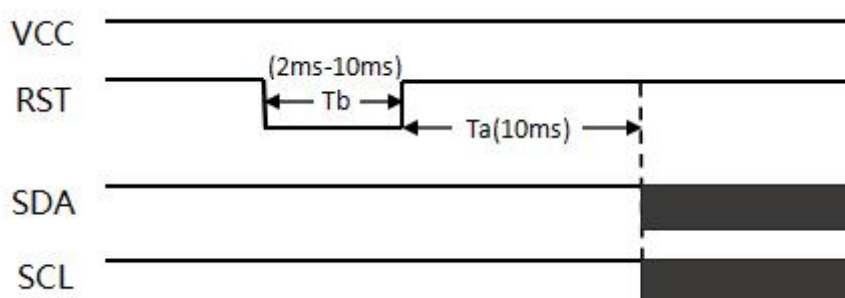 VCC
(2ms-10ms)
RST
Tb
Ta(10ms)
SDA
SCL